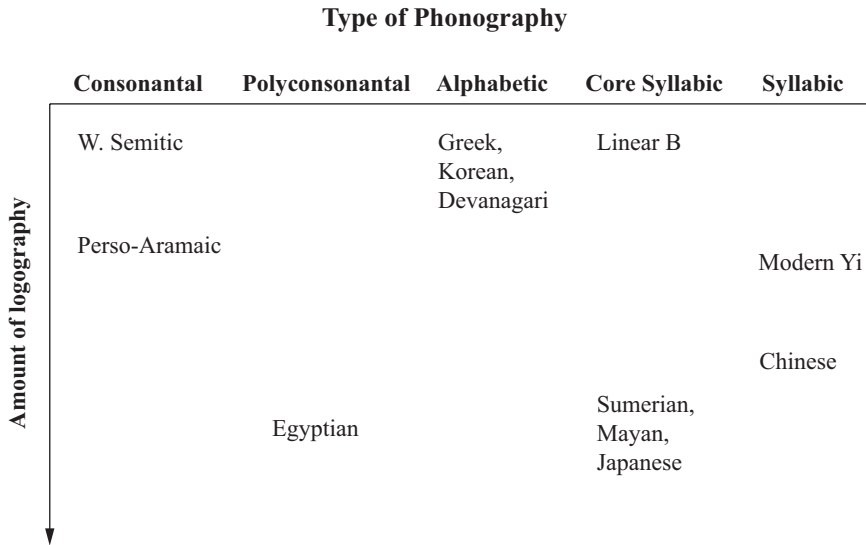 Type of Phonography
Consonantal Polyconsonantal Alphabetic Core Syllabic Syllabic
W. Semitic
Greek,
Korean,
Devanagari
Linear B
Perso-Aramaic
Modern Yi
Chinese
Egyptian
Sumerian,
Mayan,
Japanese
Amount of logography